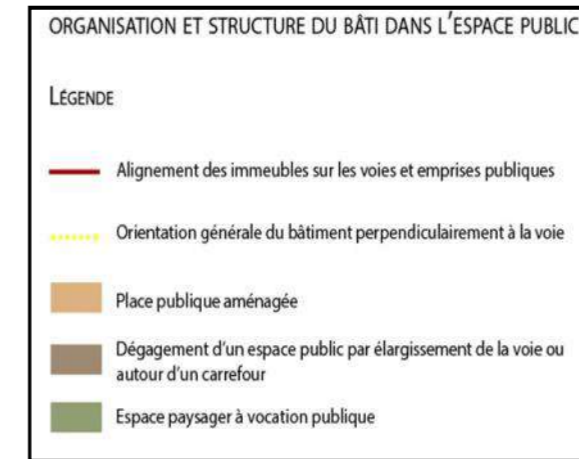 ORGANISATION ET STRUCTURE DU BÂTI DANS L'ESPACE PUBLIC
LÉGENDE
Alignement des immeubles sur les voies et emprises publiques
Orientation générale du bâtiment perpendiculairement à la voie
Place publique aménagée
Dégagement d'un espace public par élargissement de la voie ou
autour d'un carrefour
Espace paysager à vocation publique